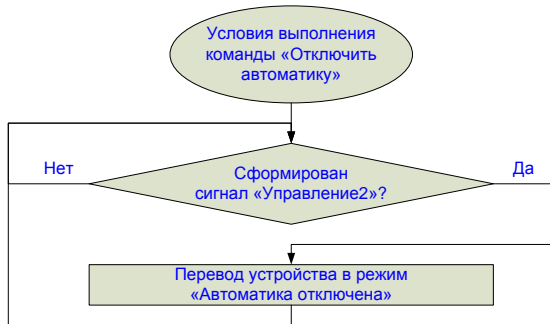 Условия выполнения
команды «Отключить
автоматику»
Нет
Сформирован
сигнал «Управление2»?
Да
Перевод устройства в режим
«Автоматика отключена»